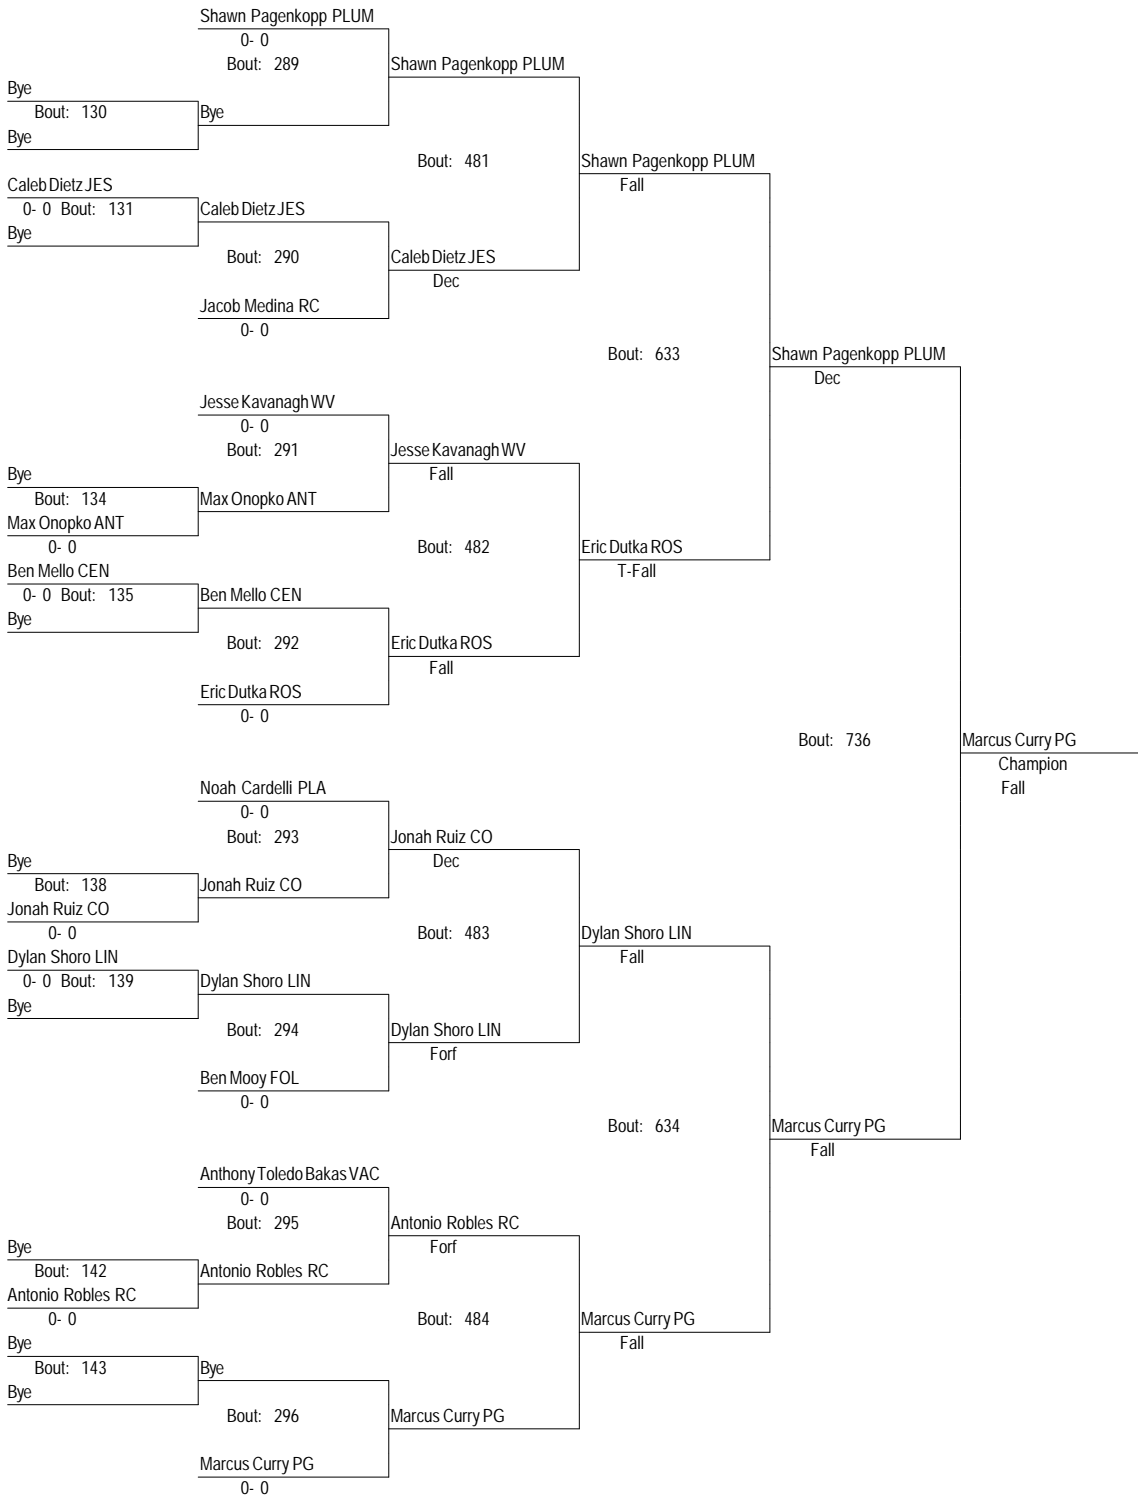 Shawn Pagenkopp PLUM
0- 0
Bout: 289
Shawn Pagenkopp PLUM
Bye
Bout: 130
Bye
Bye
Bout: 481
Shawn Pagenkopp PLUM
Fall
Caleb Dietz JES
0- 0 Bout: 131
Caleb Dietz JES
Bye
Bout: 290
Caleb Dietz JES
Dec
Jacob Medina RC
0- 0
Bout: 633
Shawn Pagenkopp PLUM
Dec
Jesse Kavanagh WV
0- 0
Bout: 291
Jesse Kavanagh WV
Fall
Bye
Bout: 134
Max Onopko ANT
Max Onopko ANT
0- 0
Bout: 482
Eric Dutka ROS
T-Fall
Ben Mello CEN
0- 0 Bout: 135
Ben Mello CEN
Bye
Bout: 292
Eric Dutka ROS
Fall
Eric Dutka ROS
0- 0
Bout: 736
Marcus Curry PG
Champion
Fall
Noah Cardelli PLA
0- 0
Bout: 293
Jonah Ruiz CO
Dec
Bye
Bout: 138
Jonah Ruiz CO
Jonah Ruiz CO
0- 0
Bout: 483
Dylan Shoro LIN
Fall
Dylan Shoro LIN
0- 0 Bout: 139
Dylan Shoro LIN
Bye
Bout: 294
Dylan Shoro LIN
Forf
Ben Mooy FOL
0- 0
Bout: 634
Marcus Curry PG
Fall
Anthony Toledo Bakas VAC
0- 0
Bout: 295
Antonio Robles RC
Forf
Bye
Bout: 142
Antonio Robles RC
Antonio Robles RC
0- 0
Bout: 484
Marcus Curry PG
Fall
Bye
Bout: 143
Bye
Bye
Bout: 296
Marcus Curry PG
Marcus Curry PG
0- 0